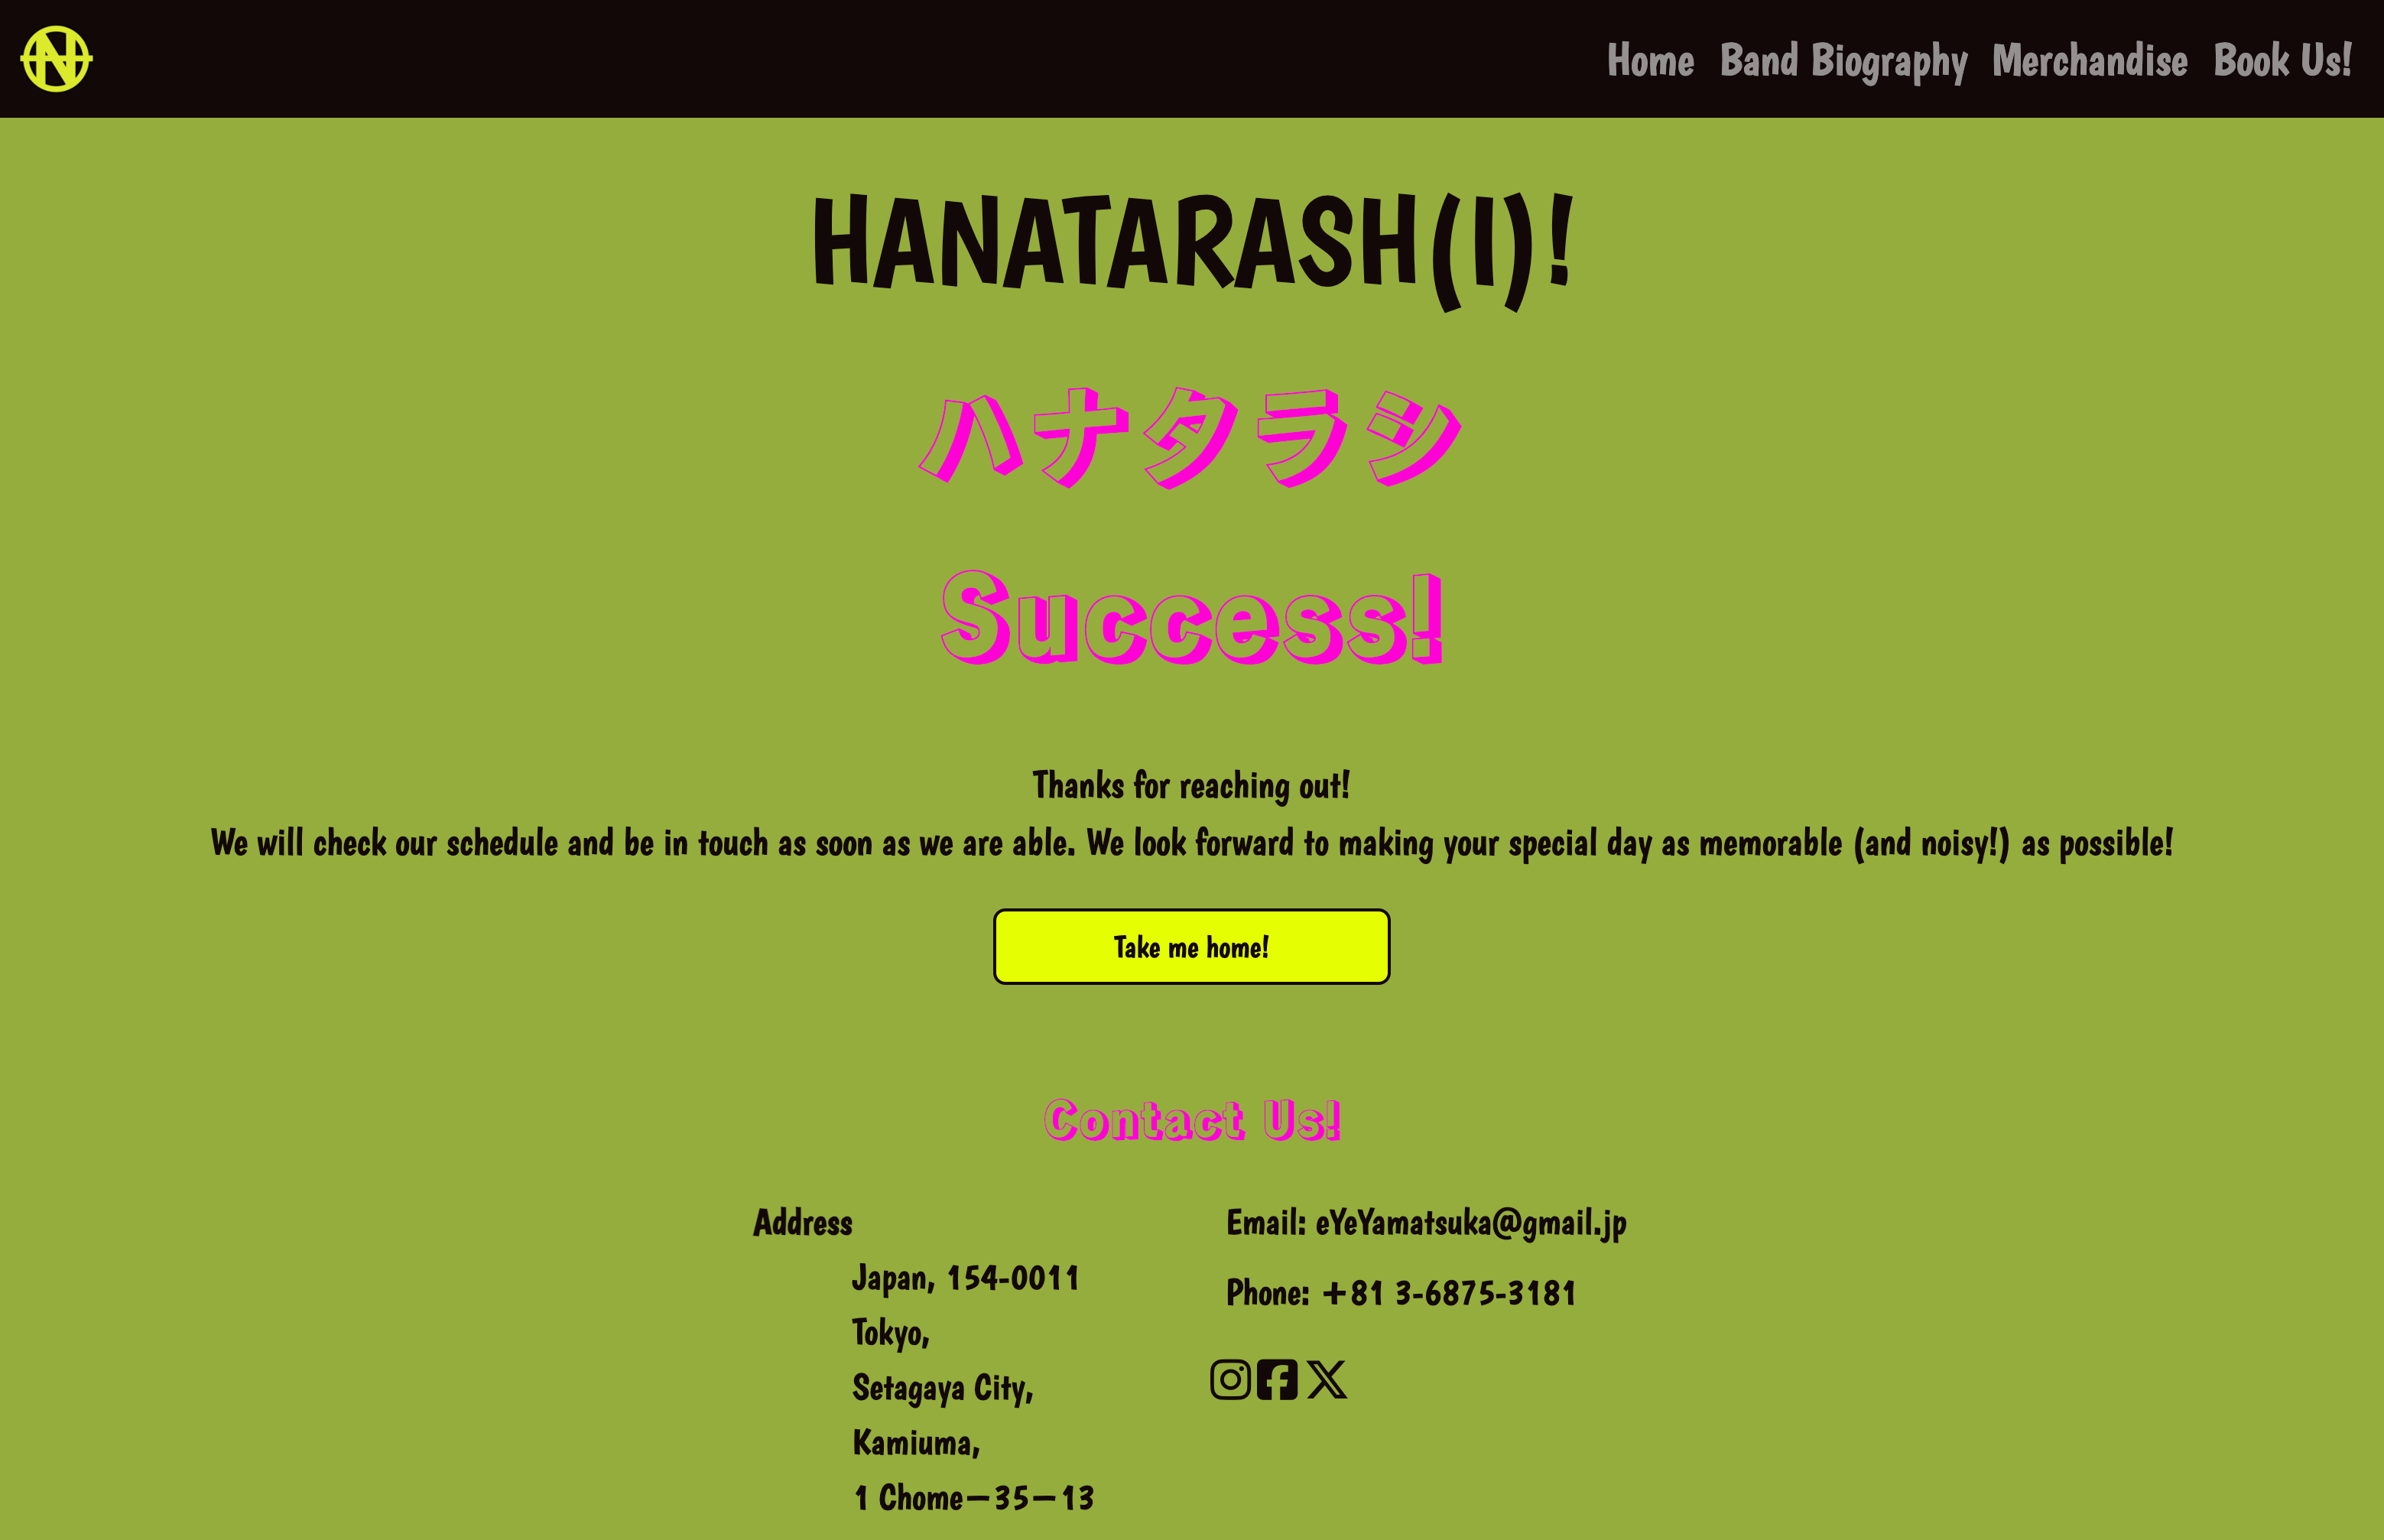 N
Home Band Biography Merchandise Book Us!
HANATARASH(I)!
ハナタラシ
Success!
Thanks for reaching out!
We will check our schedule and be in touch as soon as we are able. We look forward to making your special day as memorable (and noisy!) as possible!
Take me home!
Contact Us!
Address
Japan, 154-0011
Tokyo,
Setagaya City,
Kamiuma,
1 Chome−35−13
Email: eYeYamatsuka@gmail.jp
Phone: +81 3-6875-3181